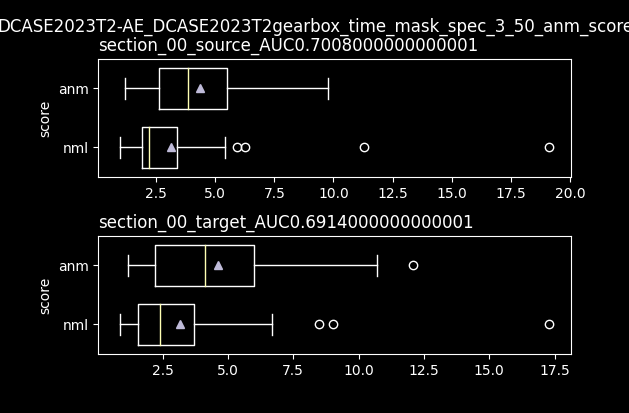 DCASE2023T2-AE_DCASE2023T2gearbox_time_mask_spec_3_50_anm_score
section_00_source_AUC0.7008000000000001
anm
nml
score
2.5 5.0 7.5 10.0 12.5 15.0 17.5 20.0
section_00_target_AUC0.6914000000000001
anm
nml
score
2.5 5.0 7.5 10.0 12.5 15.0 17.5